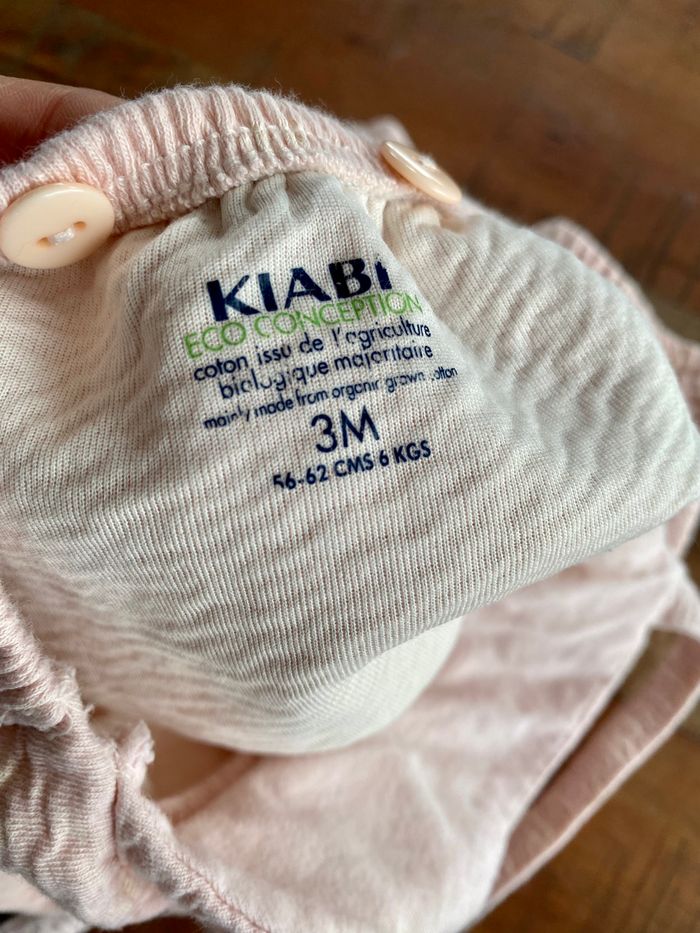 KIABI
ECO CONCEPTION
coton issu de l'agriculture
biologique majoritaire
mainly made from organic grown cotton
3M
56-62 CMS 6 KGS